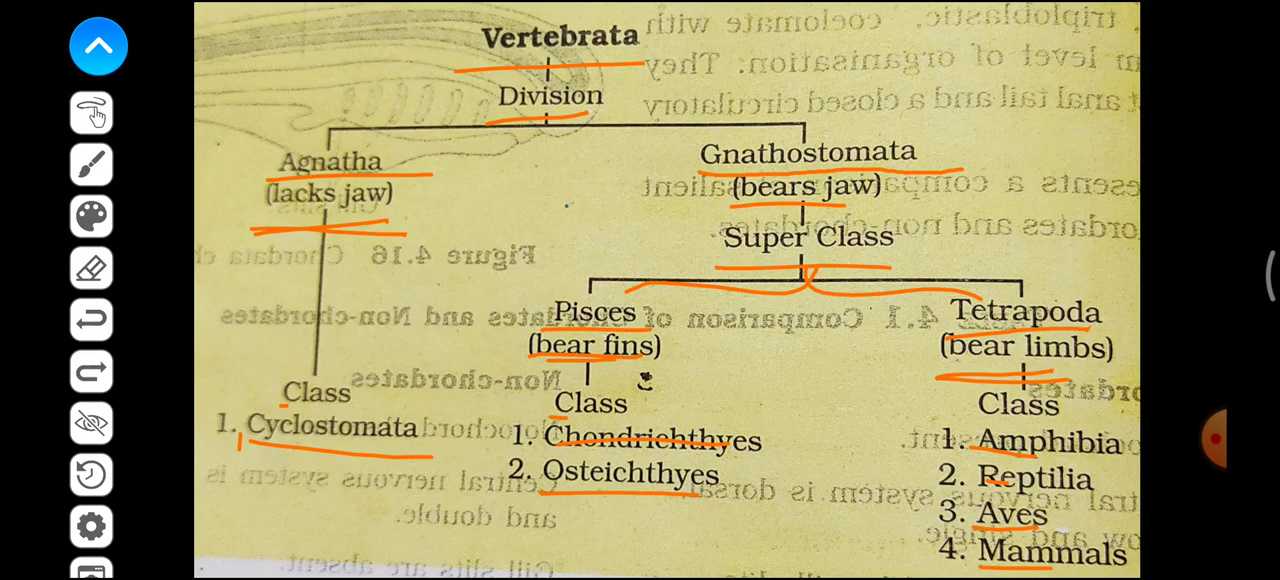 Vertebrata
Division
Agnatha
(lacks jaw)
Gnathostomata
(bears jaw)
Super Class
Pisces
(bear fins)
Tetrapoda
(bear limbs)
Class
1. Cyclostomata
Class
1. Chondrichthyes
2. Osteichthyes
Class
1. Amphibia
2. Reptilia
3. Aves
4. Mammals